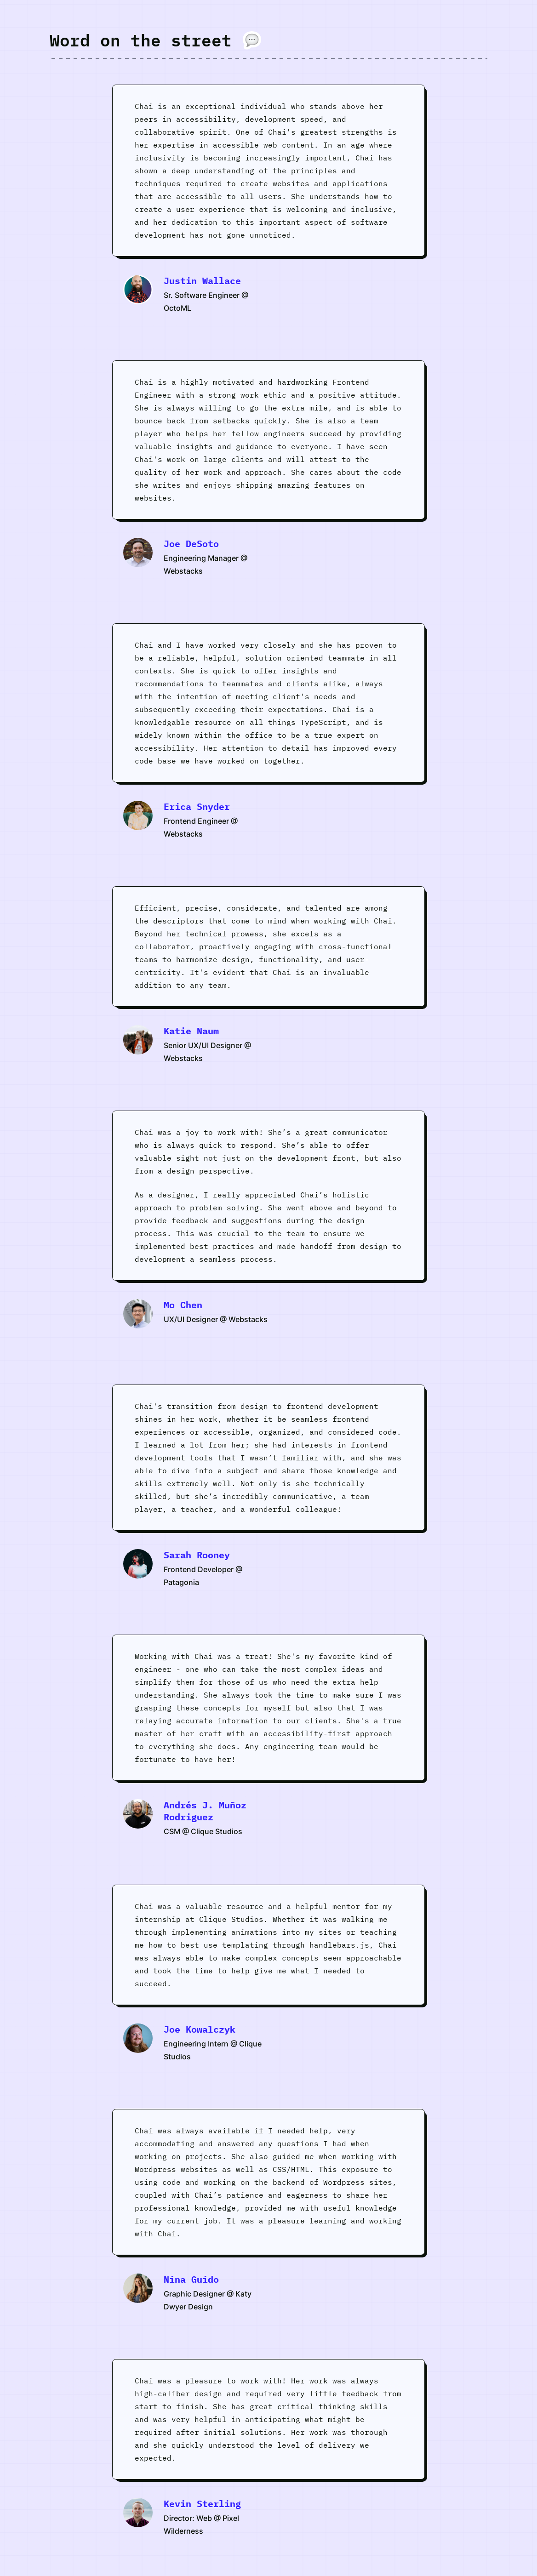 Word on the street
Chai is an exceptional individual who stands above her
peers in accessibility, development speed, and
collaborative spirit. One of Chai's greatest strengths is
her expertise in accessible web content. In an age where
inclusivity is becoming increasingly important, Chai has
shown a deep understanding of the principles and
techniques required to create websites and applications
that are accessible to all users. She understands how to
create a user experience that is welcoming and inclusive,
and her dedication to this important aspect of software
development has not gone unnoticed.
Justin Wallace
Sr. Software Engineer @
OctoML
Chai is a highly motivated and hardworking Frontend
Engineer with a strong work ethic and a positive attitude.
She is always willing to go the extra mile, and is able to
bounce back from setbacks quickly. She is also a team
player who helps her fellow engineers succeed by providing
valuable insights and guidance to everyone. I have seen
Chai's work on large clients and will attest to the
quality of her work and approach. She cares about the code
she writes and enjoys shipping amazing features on
websites.
Joe DeSoto
Engineering Manager @
Webstacks
Chai and I have worked very closely and she has proven to
be a reliable, helpful, solution oriented teammate in all
contexts. She is quick to offer insights and
recommendations to teammates and clients alike, always
with the intention of meeting client's needs and
subsequently exceeding their expectations. Chai is a
knowledgable resource on all things TypeScript, and is
widely known within the office to be a true expert on
accessibility. Her attention to detail has improved every
code base we have worked on together.
Erica Snyder
Frontend Engineer @
Webstacks
Efficient, precise, considerate, and talented are among
the descriptors that come to mind when working with Chai.
Beyond her technical prowess, she excels as a
collaborator, proactively engaging with cross-functional
teams to harmonize design, functionality, and user-
centricity. It's evident that Chai is an invaluable
addition to any team.
Katie Naum
Senior UX/UI Designer @
Webstacks
Chai was a joy to work with! She’s a great communicator
who is always quick to respond. She’s able to offer
valuable sight not just on the development front, but also
from a design perspective.
As a designer, I really appreciated Chai’s holistic
approach to problem solving. She went above and beyond to
provide feedback and suggestions during the design
process. This was crucial to the team to ensure we
implemented best practices and made handoff from design to
development a seamless process.
Mo Chen
UX/UI Designer @ Webstacks
Chai's transition from design to frontend development
shines in her work, whether it be seamless frontend
experiences or accessible, organized, and considered code.
I learned a lot from her; she had interests in frontend
development tools that I wasn’t familiar with, and she was
able to dive into a subject and share those knowledge and
skills extremely well. Not only is she technically
skilled, but she’s incredibly communicative, a team
player, a teacher, and a wonderful colleague!
Sarah Rooney
Frontend Developer @
Patagonia
Working with Chai was a treat! She's my favorite kind of
engineer - one who can take the most complex ideas and
simplify them for those of us who need the extra help
understanding. She always took the time to make sure I was
grasping these concepts for myself but also that I was
relaying accurate information to our clients. She's a true
master of her craft with an accessibility-first approach
to everything she does. Any engineering team would be
fortunate to have her!
Andrés J. Muñoz
Rodriguez
CSM @ Clique Studios
Chai was a valuable resource and a helpful mentor for my
internship at Clique Studios. Whether it was walking me
through implementing animations into my sites or teaching
me how to best use templating through handlebars.js, Chai
was always able to make complex concepts seem approachable
and took the time to help give me what I needed to
succeed.
Joe Kowalczyk
Engineering Intern @ Clique
Studios
Chai was always available if I needed help, very
accommodating and answered any questions I had when
working on projects. She also guided me when working with
Wordpress websites as well as CSS/HTML. This exposure to
using code and working on the backend of Wordpress sites,
coupled with Chai’s patience and eagerness to share her
professional knowledge, provided me with useful knowledge
for my current job. It was a pleasure learning and working
with Chai.
Nina Guido
Graphic Designer @ Katy
Dwyer Design
Chai was a pleasure to work with! Her work was always
high-caliber design and required very little feedback from
start to finish. She has great critical thinking skills
and was very helpful in anticipating what might be
required after initial solutions. Her work was thorough
and she quickly understood the level of delivery we
expected.
Kevin Sterling
Director: Web @ Pixel
Wilderness